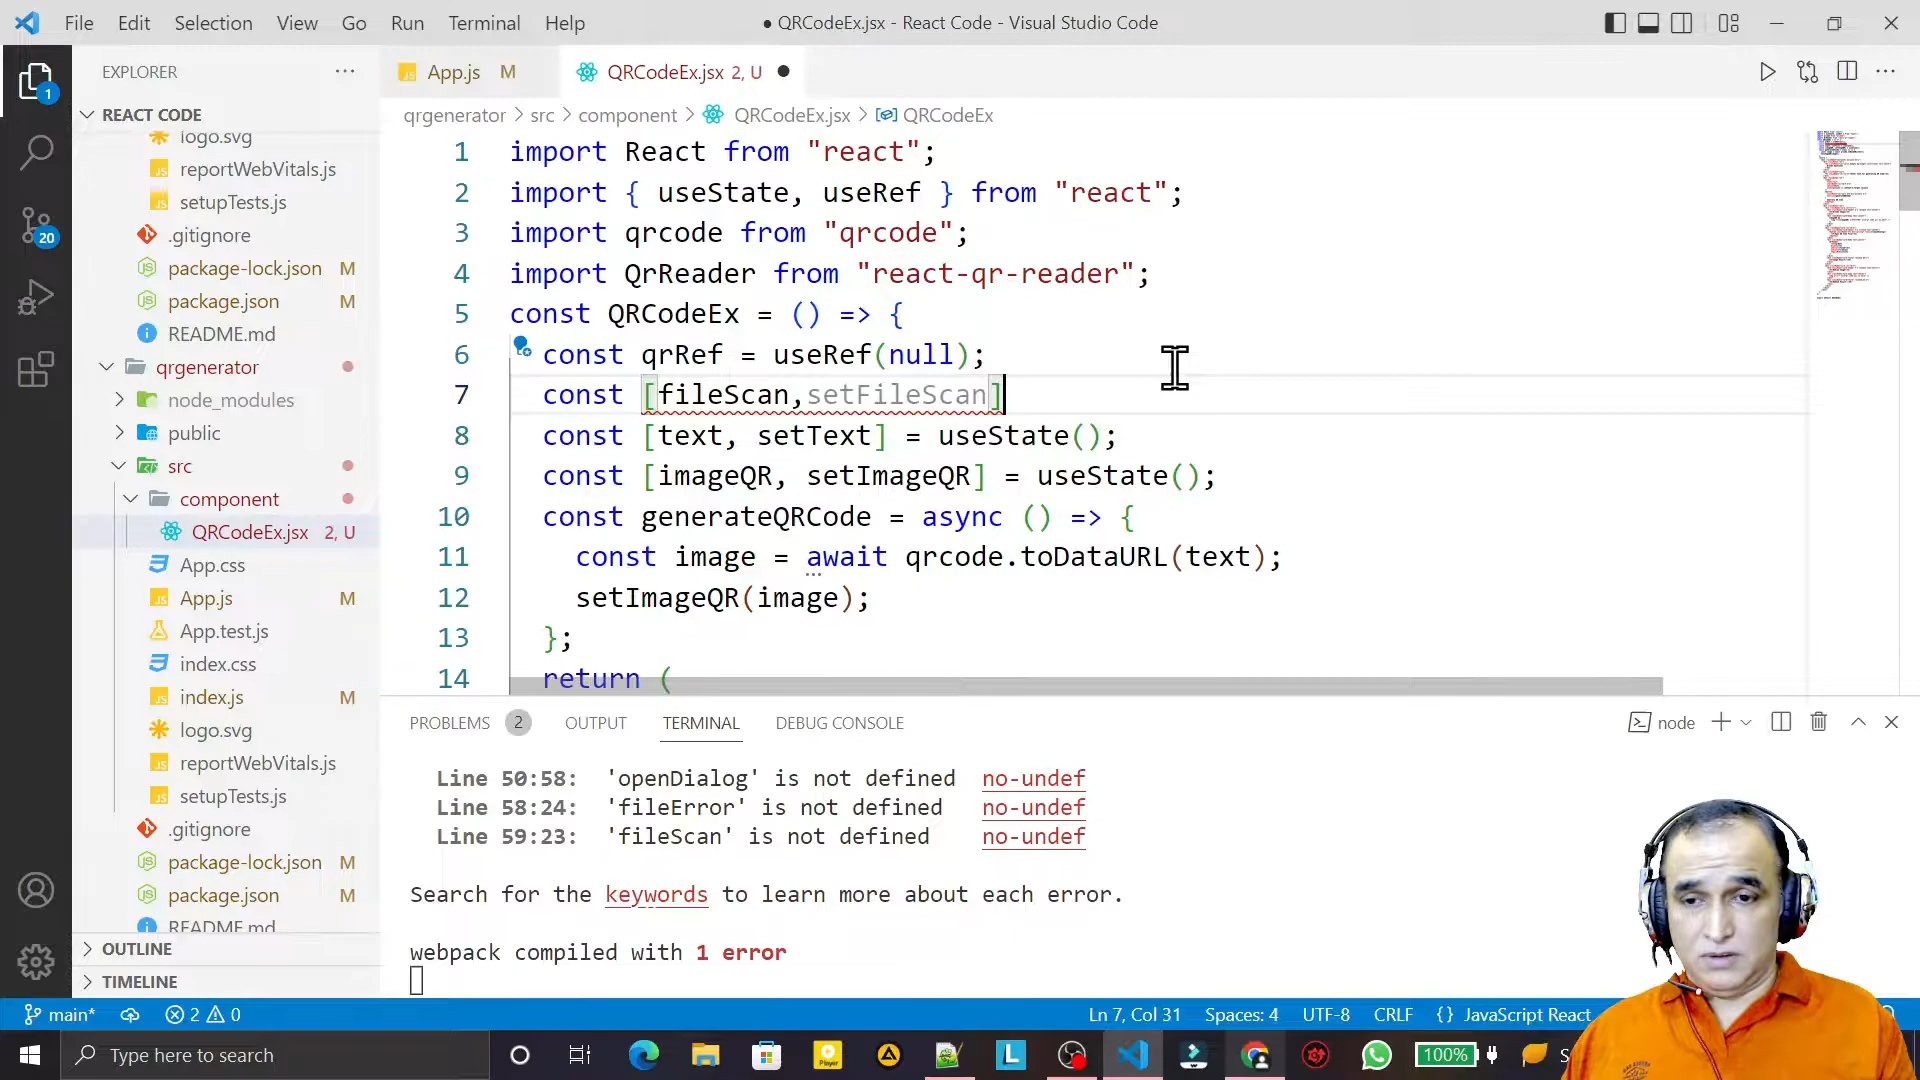 File Edit Selection View Go Run Terminal Help ● QRCodeEx.jsx - React Code - Visual Studio Code
EXPLORER ...
App.js M
QRCodeEx.jsx 2, U
1
REACT CODE
logo.svg
reportWebVitals.js
setupTests.js
.gitignore
package-lock.json M
package.json M
README.md
qrgenerator
node_modules
public
src
component
QRCodeEx.jsx 2, U
App.css
App.js M
App.test.js
index.css
index.js M
logo.svg
reportWebVitals.js
setupTests.js
.gitignore
package-lock.json M
package.json M
README.md
OUTLINE
TIMELINE
20
qrgenerator > src > component > QRCodeEx.jsx > QRCodeEx
1 import React from "react";
2 import { useState, useRef } from "react";
3 import qrcode from "qrcode";
4 import QrReader from "react-qr-reader";
5 const QRCodeEx = () => {
6 const qrRef = useRef(null);
7 const [fileScan,setFileScan]
8 const [text, setText] = useState();
9 const [imageQR, setImageQR] = useState();
10 const generateQRCode = async () => {
11 const image = await qrcode.toDataURL(text);
12 setImageQR(image);
13 };
14 return (
PROBLEMS 2 OUTPUT TERMINAL DEBUG CONSOLE node
Line 50:58: 'openDialog' is not defined no-undef
Line 58:24: 'fileError' is not defined no-undef
Line 59:23: 'fileScan' is not defined no-undef
Search for the keywords to learn more about each error.
webpack compiled with 1 error
main* 2 0 Ln 7, Col 31 Spaces: 4 UTF-8 CRLF {} JavaScript React
Type here to search
Player
L
100%